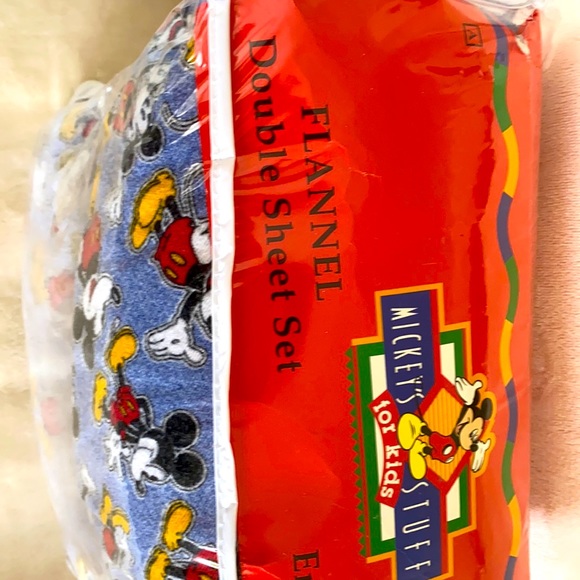 FLANNEL
Double Sheet Set
MICKEY'S STUFF
for kids